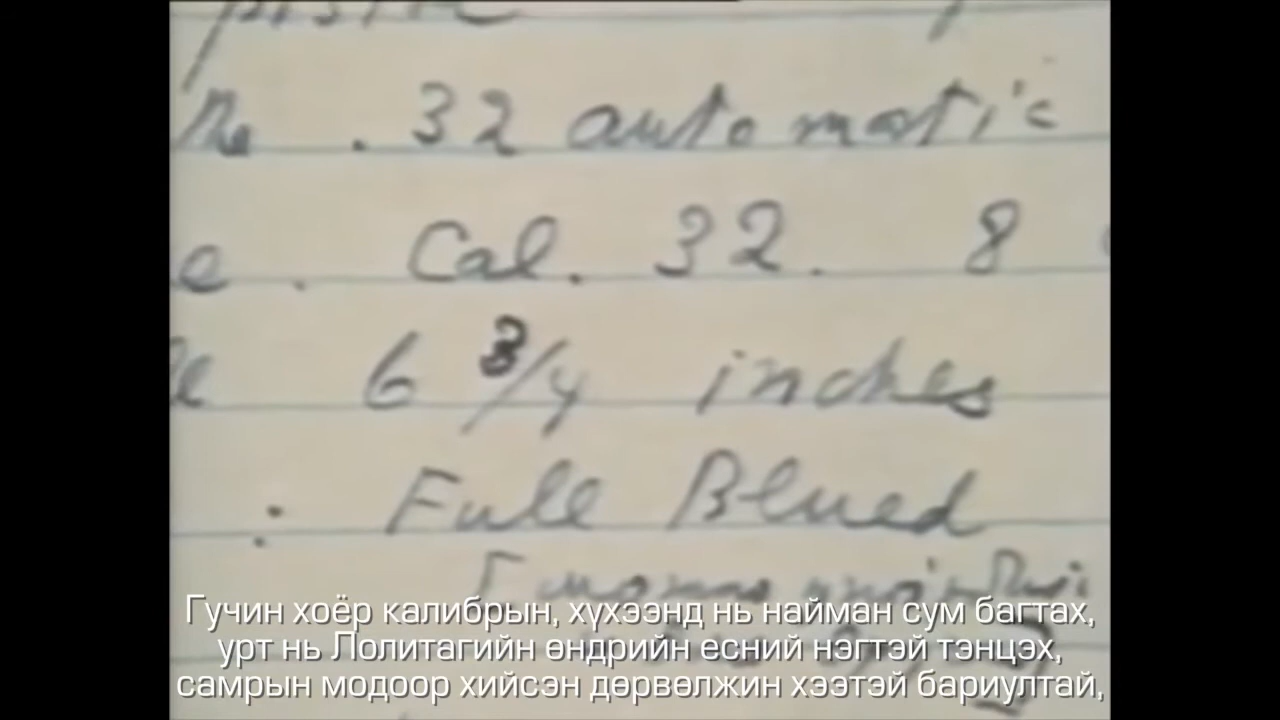 The .32 automatic
e. Cal. 32. 8
6 3/4 inches
: Full Blued
Гучин хоёр калибрын, хүхээнд нь найман сум багтах,
урт нь Лолитагийн өндрийн есний нэгтэй тэнцэх,
самрын модоор хийсэн дөрвөлжин хээтэй бариултай,